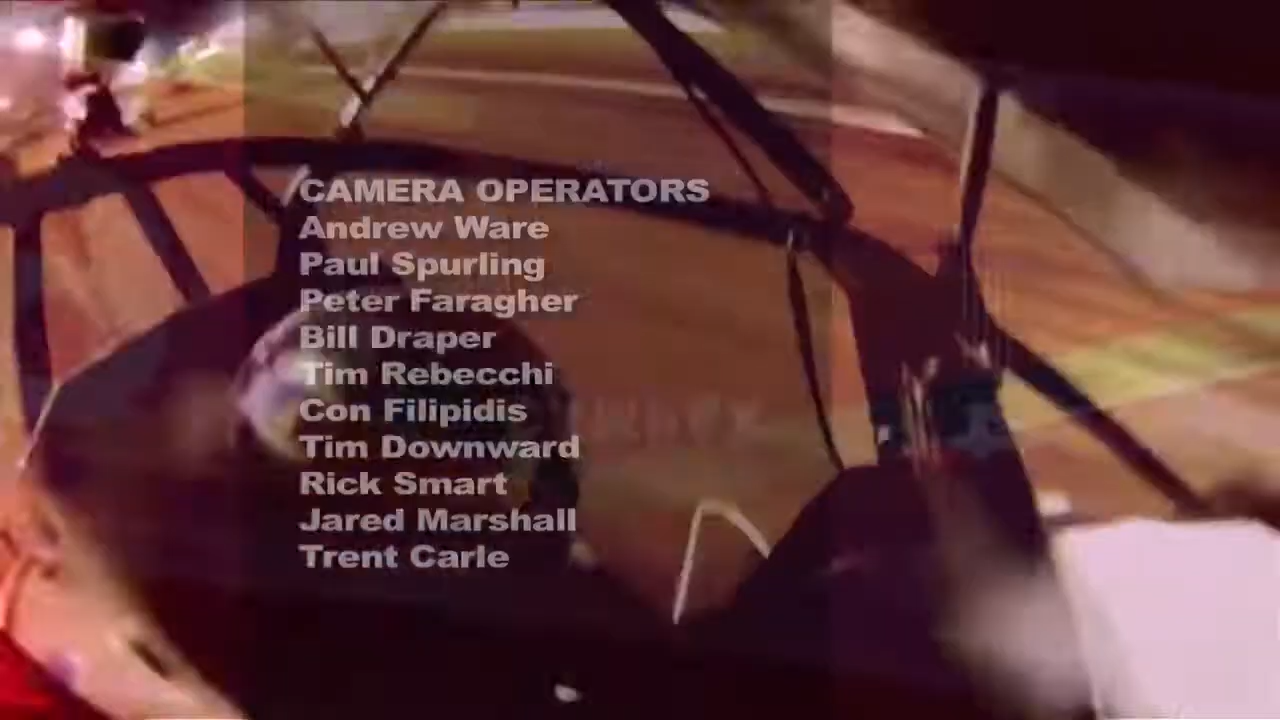 CAMERA OPERATORS
Andrew Ware
Paul Spurling
Peter Faragher
Bill Draper
Tim Rebecchi
Con Filipidis
Tim Downward
Rick Smart
Jared Marshall
Trent Carle